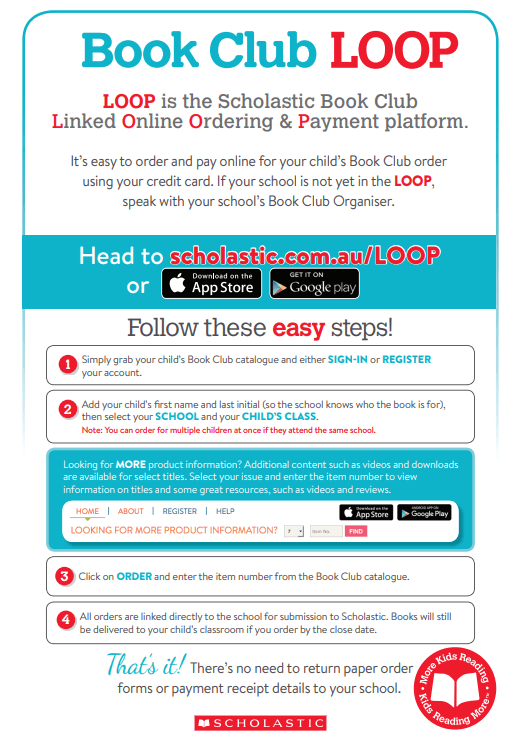 Book Club LOOP
LOOP is the Scholastic Book Club
Linked Online Ordering & Payment platform.
It's easy to order and pay online for your child's Book Club order
using your credit card. If your school is not yet in the LOOP,
speak with your school's Book Club Organiser.
Head to scholastic.com.au/LOOP
or Download on the App Store GET IT ON Google play
Follow these easy steps!
1 Simply grab your child's Book Club catalogue and either SIGN-IN or REGISTER
your account.
2 Add your child's first name and last initial (so the school knows who the book is for),
then select your SCHOOL and your CHILD'S CLASS.
Note: You can order for multiple children at once if they attend the same school.
Looking for MORE product information? Additional content such as videos and downloads
are available for select titles. Select your issue and enter the item number to view
information on titles and some great resources, such as videos and reviews.
HOME | ABOUT | REGISTER | HELP Download on the App Store ANDROID APP ON Google Play
LOOKING FOR MORE PRODUCT INFORMATION? 7 Item No. FIND
3 Click on ORDER and enter the item number from the Book Club catalogue.
4 All orders are linked directly to the school for submission to Scholastic. Books will still
be delivered to your child's classroom if you order by the close date.
That's it! There's no need to return paper order
forms or payment receipt details to your school.
• More Kids Reading •
Kids Reading More™
SCHOLASTIC